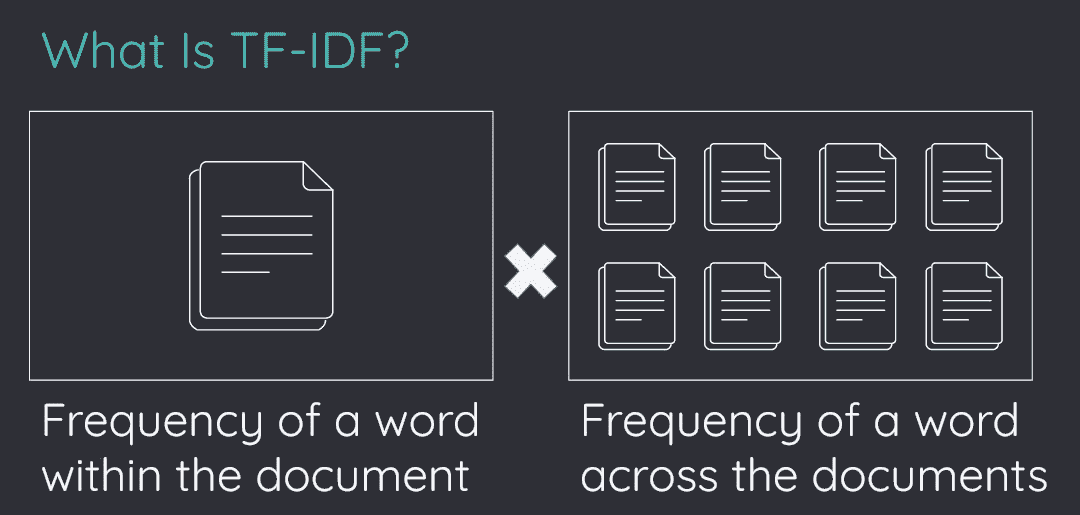 What Is TF-IDF?
Frequency of a word
within the document
Frequency of a word
across the documents